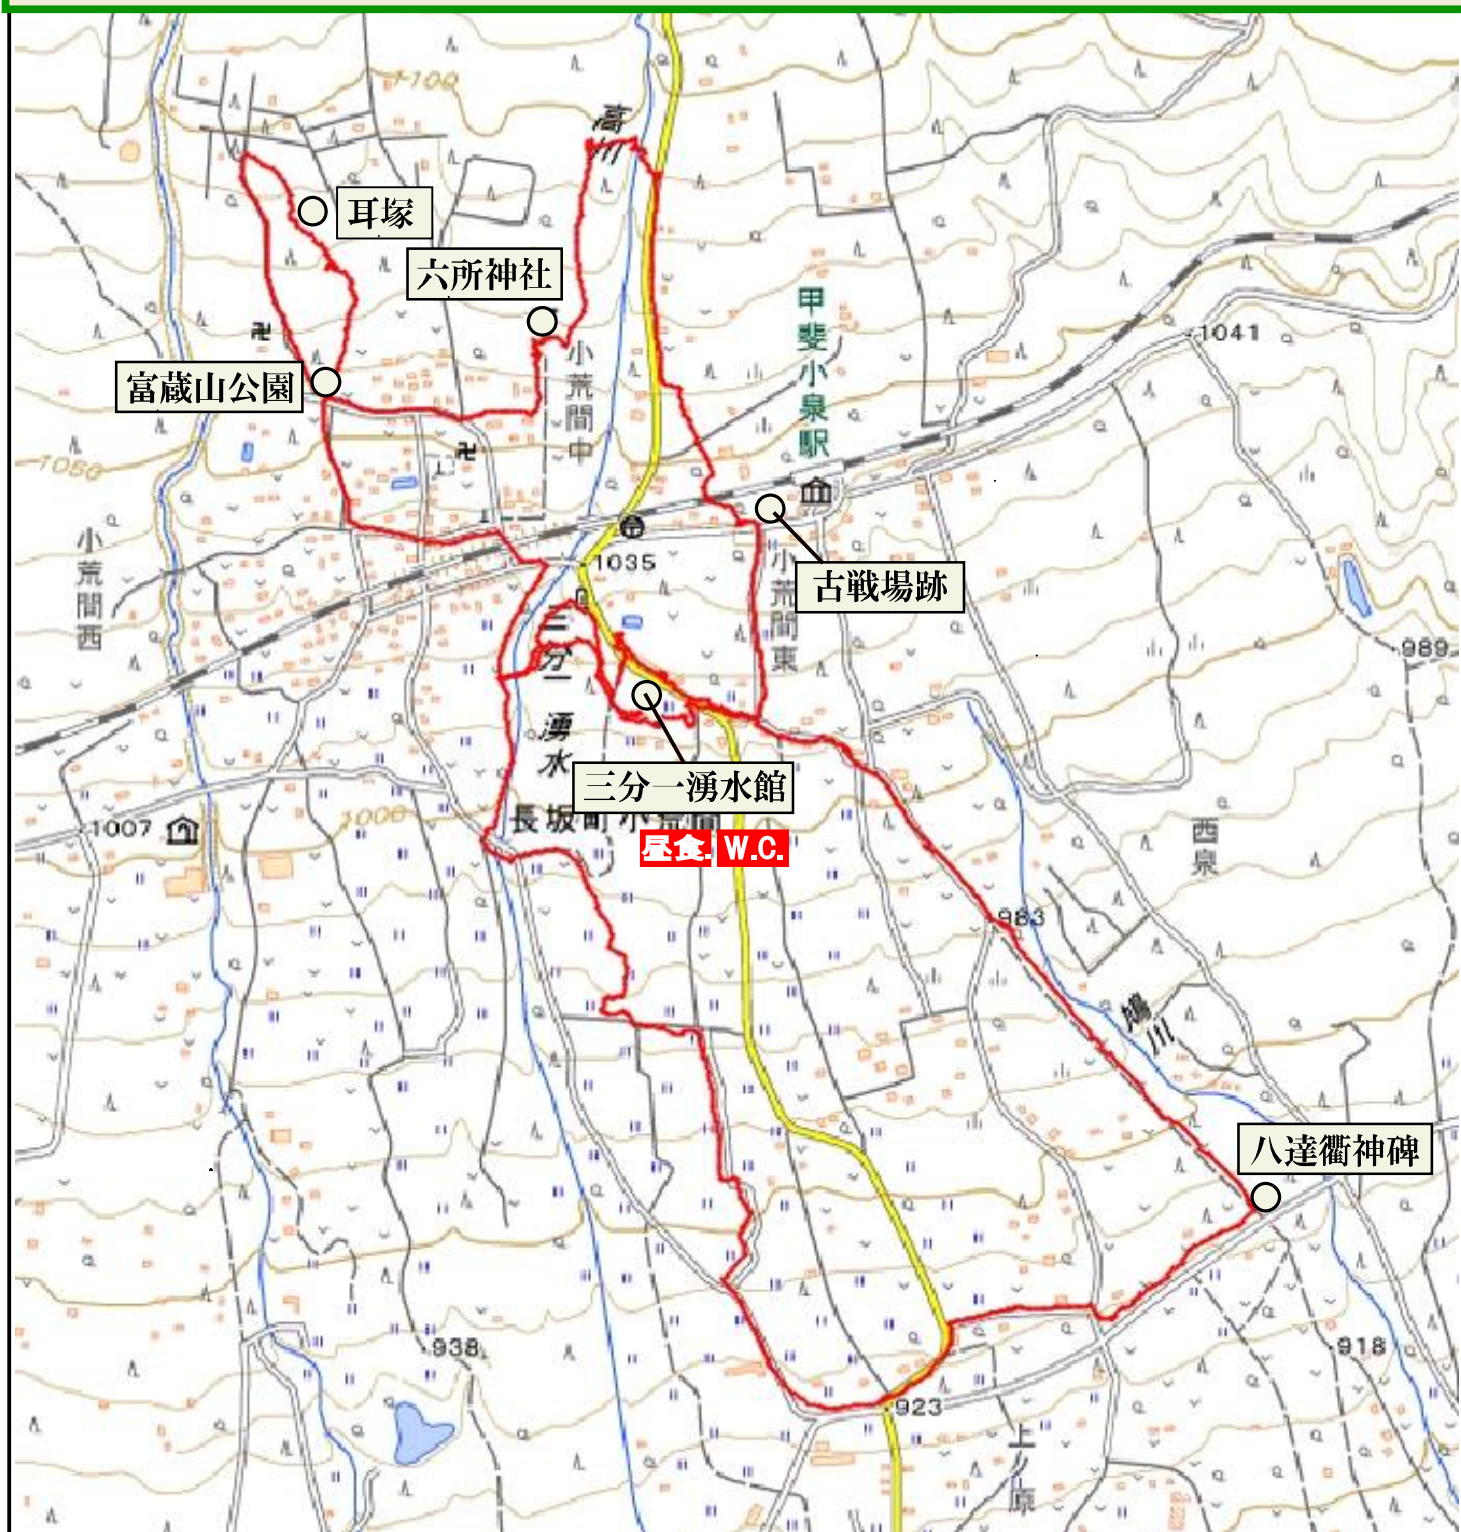 1100
高川
耳塚
六所神社
甲斐小泉駅
1041
小荒間中
富蔵山公園
1050
小荒間西
1035
古戦場跡
小荒間東
989
三分一湧水
三分一湧水館
1000
長坂町小荒間
1007
昼食. W.C.
西泉
983
鳩川
八達衢神碑
938
918
923
上ノ原